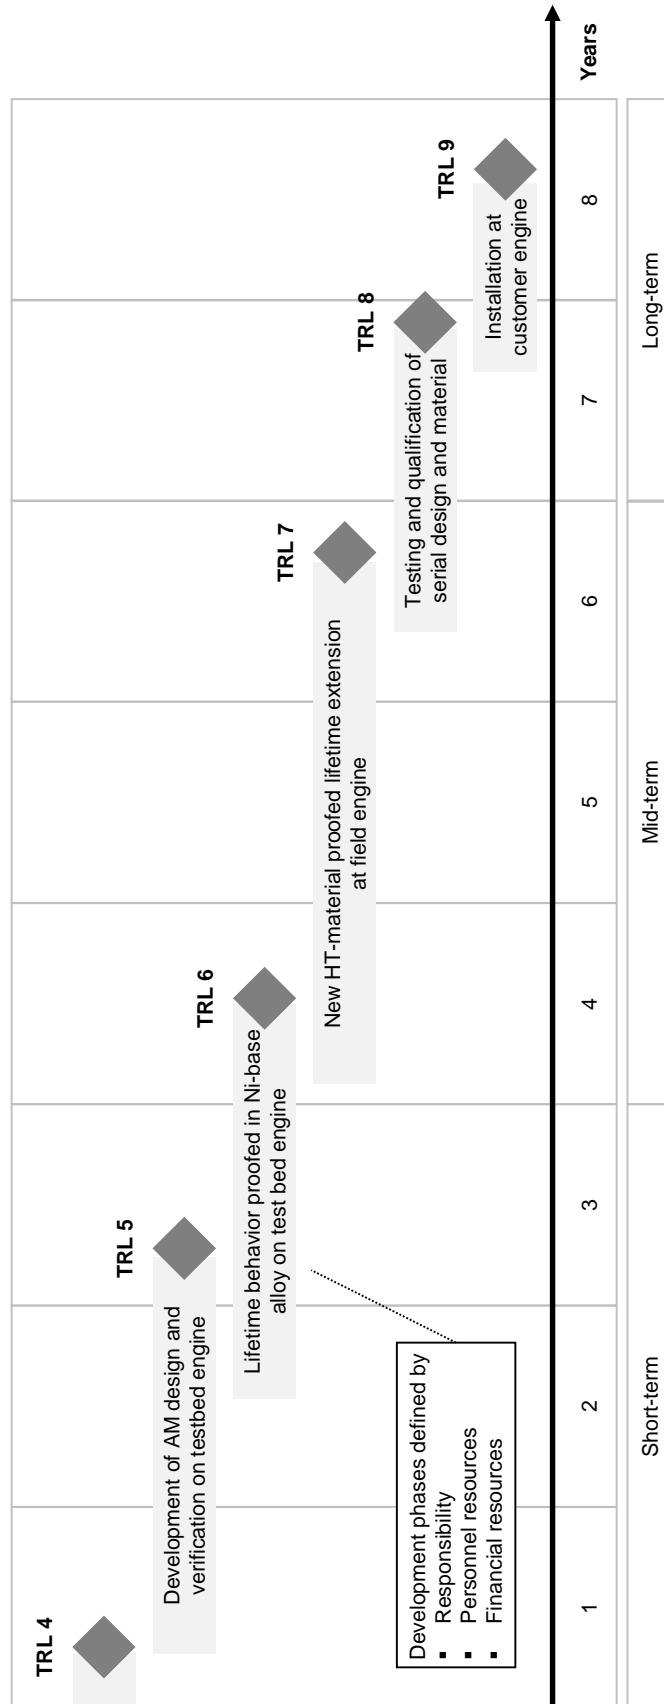 TRL 4
TRL 5
Development of AM design and
verification on testbed engine
TRL 6
Lifetime behavior proofed in Ni-base
alloy on test bed engine
TRL 7
New HT-material proofed lifetime extension
at field engine
TRL 8
Testing and qualification of
serial design and material
TRL 9
Installation at
customer engine
Development phases defined by
▪ Responsibility
▪ Personnel resources
▪ Financial resources
1
2
3
4
5
6
7
8
Years
Short-term
Mid-term
Long-term